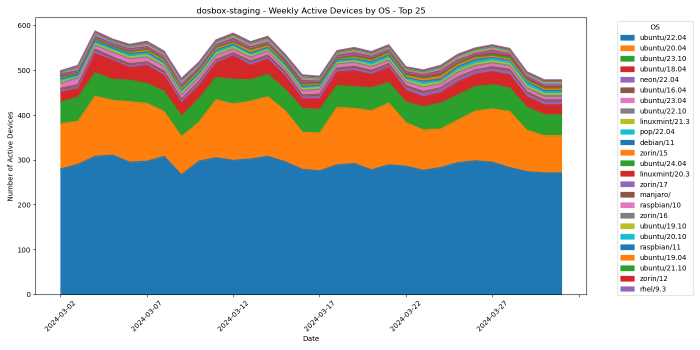 dosbox-staging - Weekly Active Devices by OS - Top 25
Number of Active Devices
600
500
400
300
200
100
0
2024-03-02
2024-03-07
2024-03-12
2024-03-17
2024-03-22
2024-03-27
Date
OS
ubuntu/22.04
ubuntu/20.04
ubuntu/23.10
ubuntu/18.04
neon/22.04
ubuntu/16.04
ubuntu/23.04
ubuntu/22.10
linuxmint/21.3
pop/22.04
debian/11
zorin/15
ubuntu/24.04
linuxmint/20.3
zorin/17
manjaro/
raspbian/10
zorin/16
ubuntu/19.10
ubuntu/20.10
raspbian/11
ubuntu/19.04
ubuntu/21.10
zorin/12
rhel/9.3